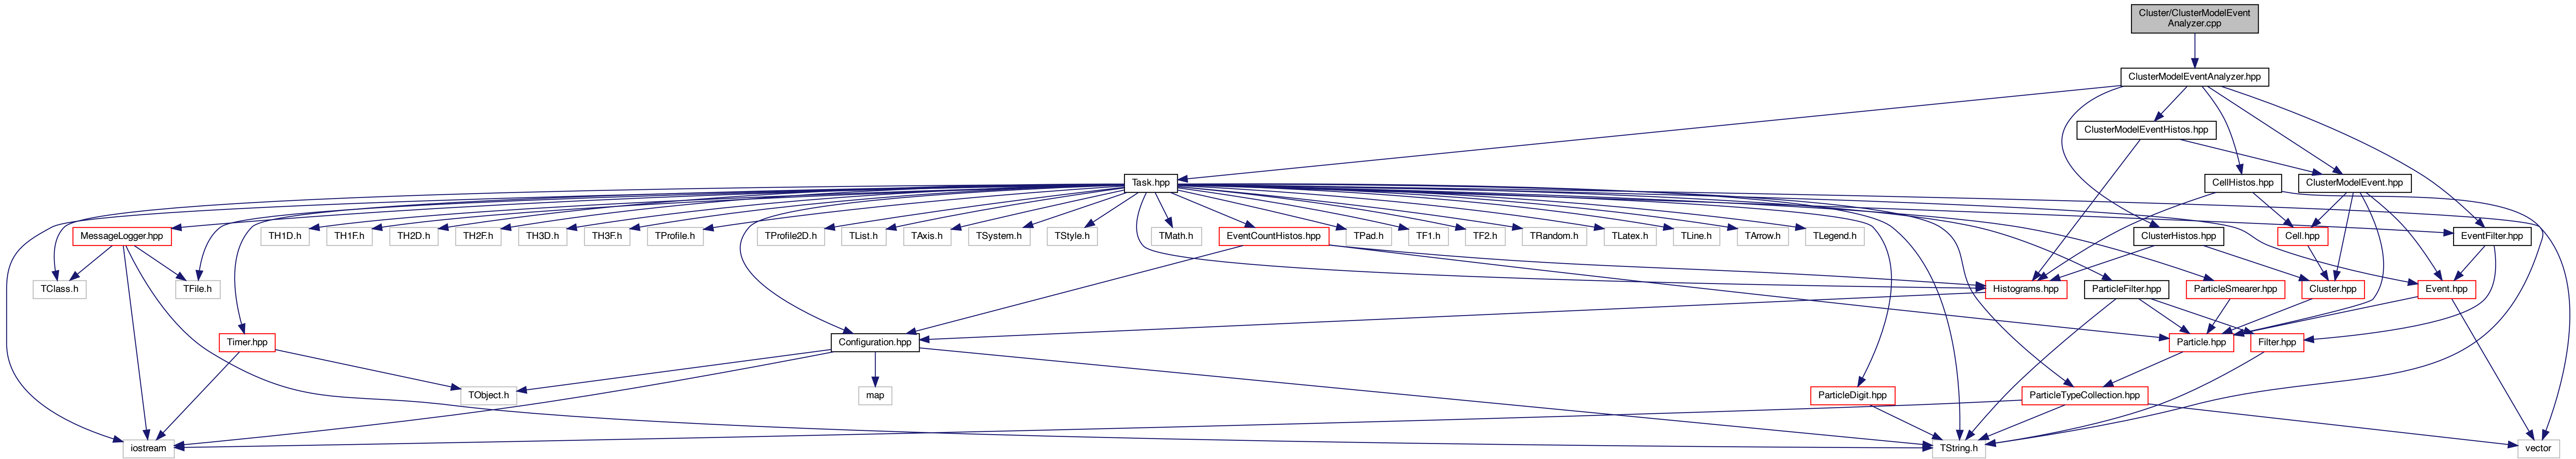 Cluster/ClusterModelEvent
Analyzer.cpp
ClusterModelEventAnalyzer.hpp
ClusterModelEventHistos.hpp
Task.hpp
CellHistos.hpp
ClusterModelEvent.hpp
MessageLogger.hpp
TH1D.h
TH1F.h
TH2D.h
TH2F.h
TH3D.h
TH3F.h
TProfile.h
TProfile2D.h
TList.h
TAxis.h
TSystem.h
TStyle.h
TMath.h
EventCountHistos.hpp
TPad.h
TF1.h
TF2.h
TRandom.h
TLatex.h
TLine.h
TArrow.h
TLegend.h
ClusterHistos.hpp
Cell.hpp
EventFilter.hpp
TClass.h
TFile.h
Histograms.hpp
ParticleFilter.hpp
ParticleSmearer.hpp
Cluster.hpp
Event.hpp
Timer.hpp
Configuration.hpp
Particle.hpp
Filter.hpp
TObject.h
map
ParticleDigit.hpp
ParticleTypeCollection.hpp
iostream
TString.h
vector